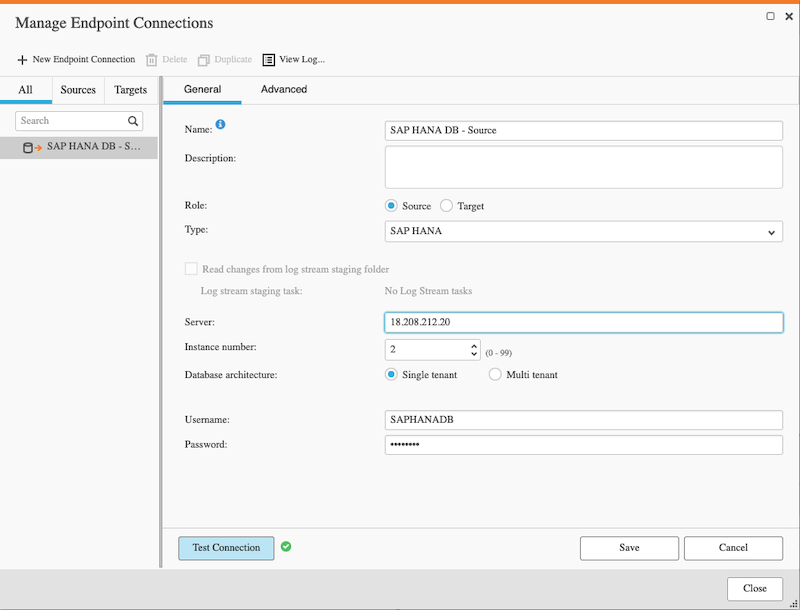 Manage Endpoint Connections
New Endpoint Connection Delete Duplicate View Log...
All Sources Targets General Advanced
Search
SAP HANA DB - S...
Name: SAP HANA DB - Source
Description:
Role: Source Target
Type: SAP HANA
Read changes from log stream staging folder
Log stream staging task: No Log Stream tasks
Server: 18.208.212.20
Instance number: 2 (0 - 99)
Database architecture: Single tenant Multi tenant
Username: SAPHANADB
Password: ••••••••
Test Connection Save Cancel
Close